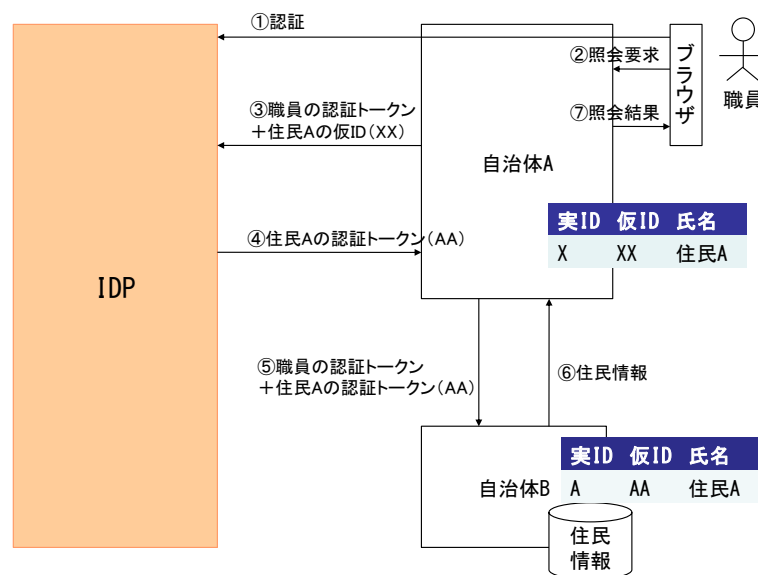 ①認証
②照会要求
ブラウザ
職員
③職員の認証トークン
＋住民Aの仮ID(XX)
⑦照会結果
自治体A
実ID 仮ID 氏名
X XX 住民A
④住民Aの認証トークン(AA)
IDP
⑤職員の認証トークン
＋住民Aの認証トークン(AA)
⑥住民情報
自治体B
実ID 仮ID 氏名
A AA 住民A
住民
情報